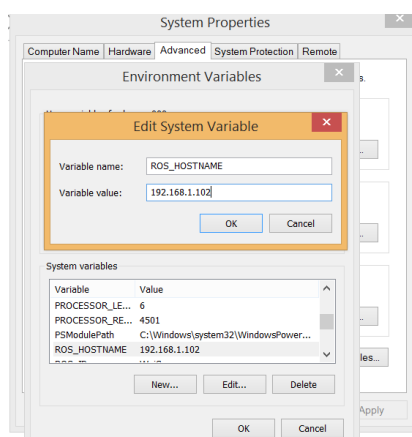 System Properties
Computer Name Hardware Advanced System Protection Remote
Environment Variables
s.
Edit System Variable
Variable name: ROS_HOSTNAME
Variable value: 192.168.1.102
OK Cancel
System variables
Variable Value
PROCESSOR_LE... 6
PROCESSOR_RE... 4501
PSModulePath C:\Windows\system32\WindowsPower...
ROS_HOSTNAME 192.168.1.102
les...
New... Edit... Delete
Apply
OK Cancel